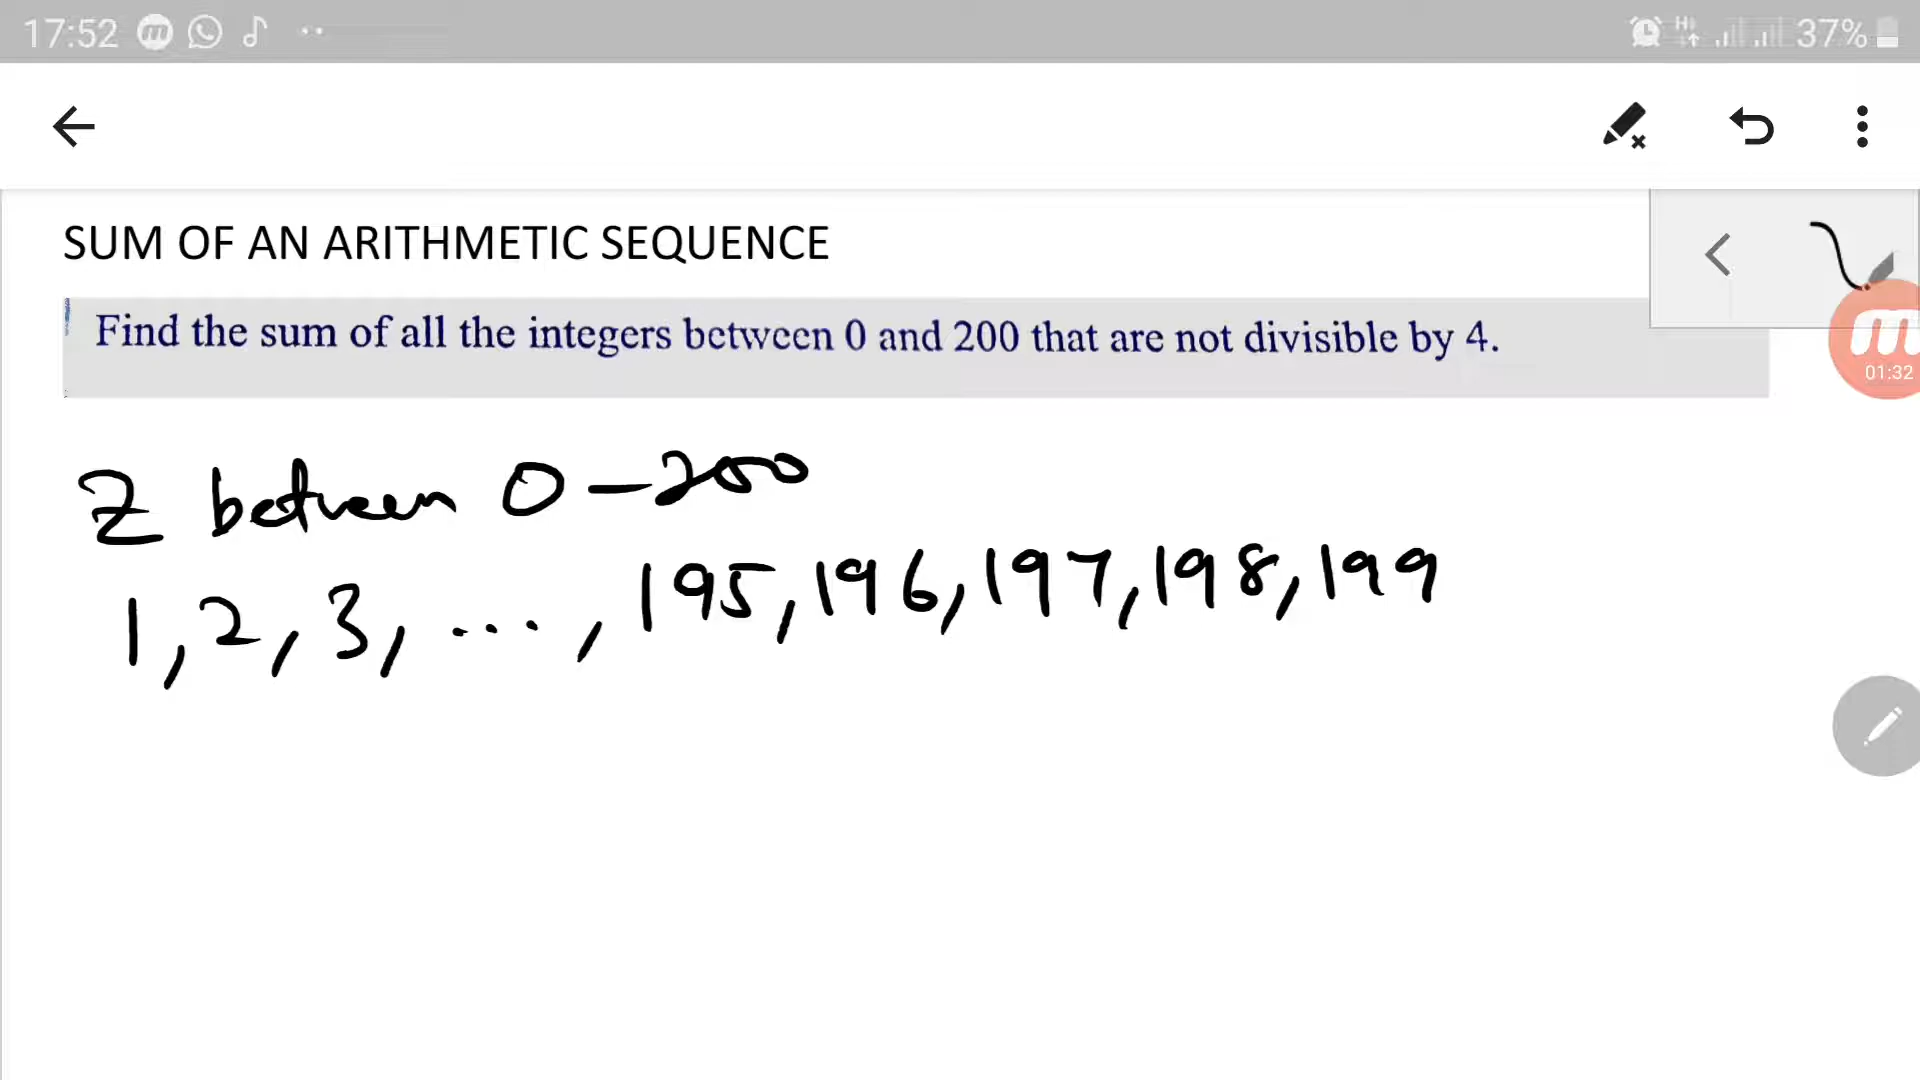 17:52 37%
SUM OF AN ARITHMETIC SEQUENCE
Find the sum of all the integers between 0 and 200 that are not divisible by 4.
01:32
Z between 0 – 200
1, 2, 3, ..., 195, 196, 197, 198, 199